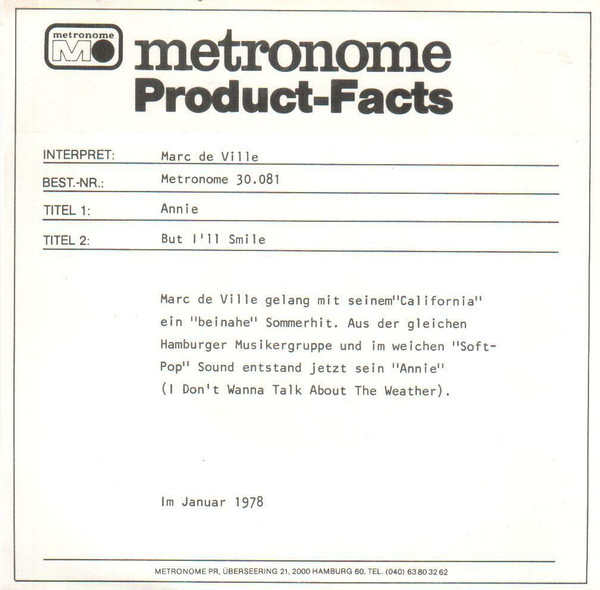 metronome
metronome
Product-Facts
INTERPRET: Marc de Ville
BEST.-NR.: Metronome 30.081
TITEL 1: Annie
TITEL 2: But I'll Smile
Marc de Ville gelang mit seinem"California"
ein "beinahe" Sommerhit. Aus der gleichen
Hamburger Musikergruppe und im weichen "Soft-
Pop" Sound entstand jetzt sein "Annie"
(I Don't Wanna Talk About The Weather).
Im Januar 1978
METRONOME PR, ÜBERSEERING 21, 2000 HAMBURG 60, TEL. (040) 63 80 32 62